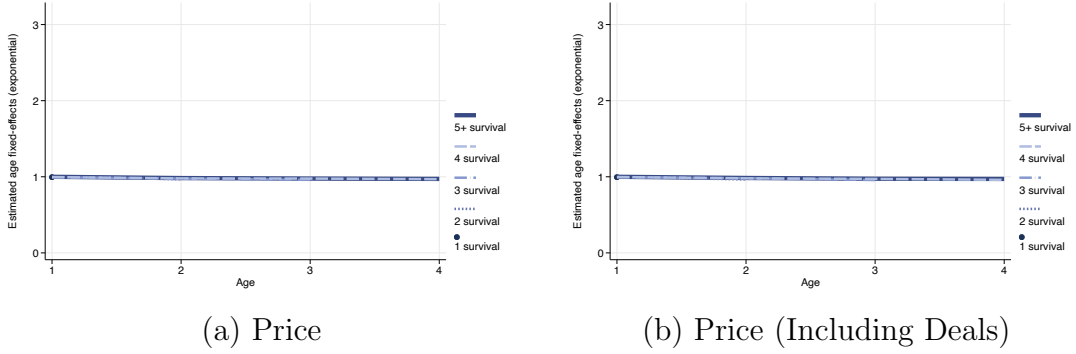 Estimated age fixed-effects (exponential)
3
2
1
0
1 2 3 4
Age
5+ survival
4 survival
3 survival
2 survival
1 survival
(a) Price
Estimated age fixed-effects (exponential)
3
2
1
0
1 2 3 4
Age
5+ survival
4 survival
3 survival
2 survival
1 survival
(b) Price (Including Deals)